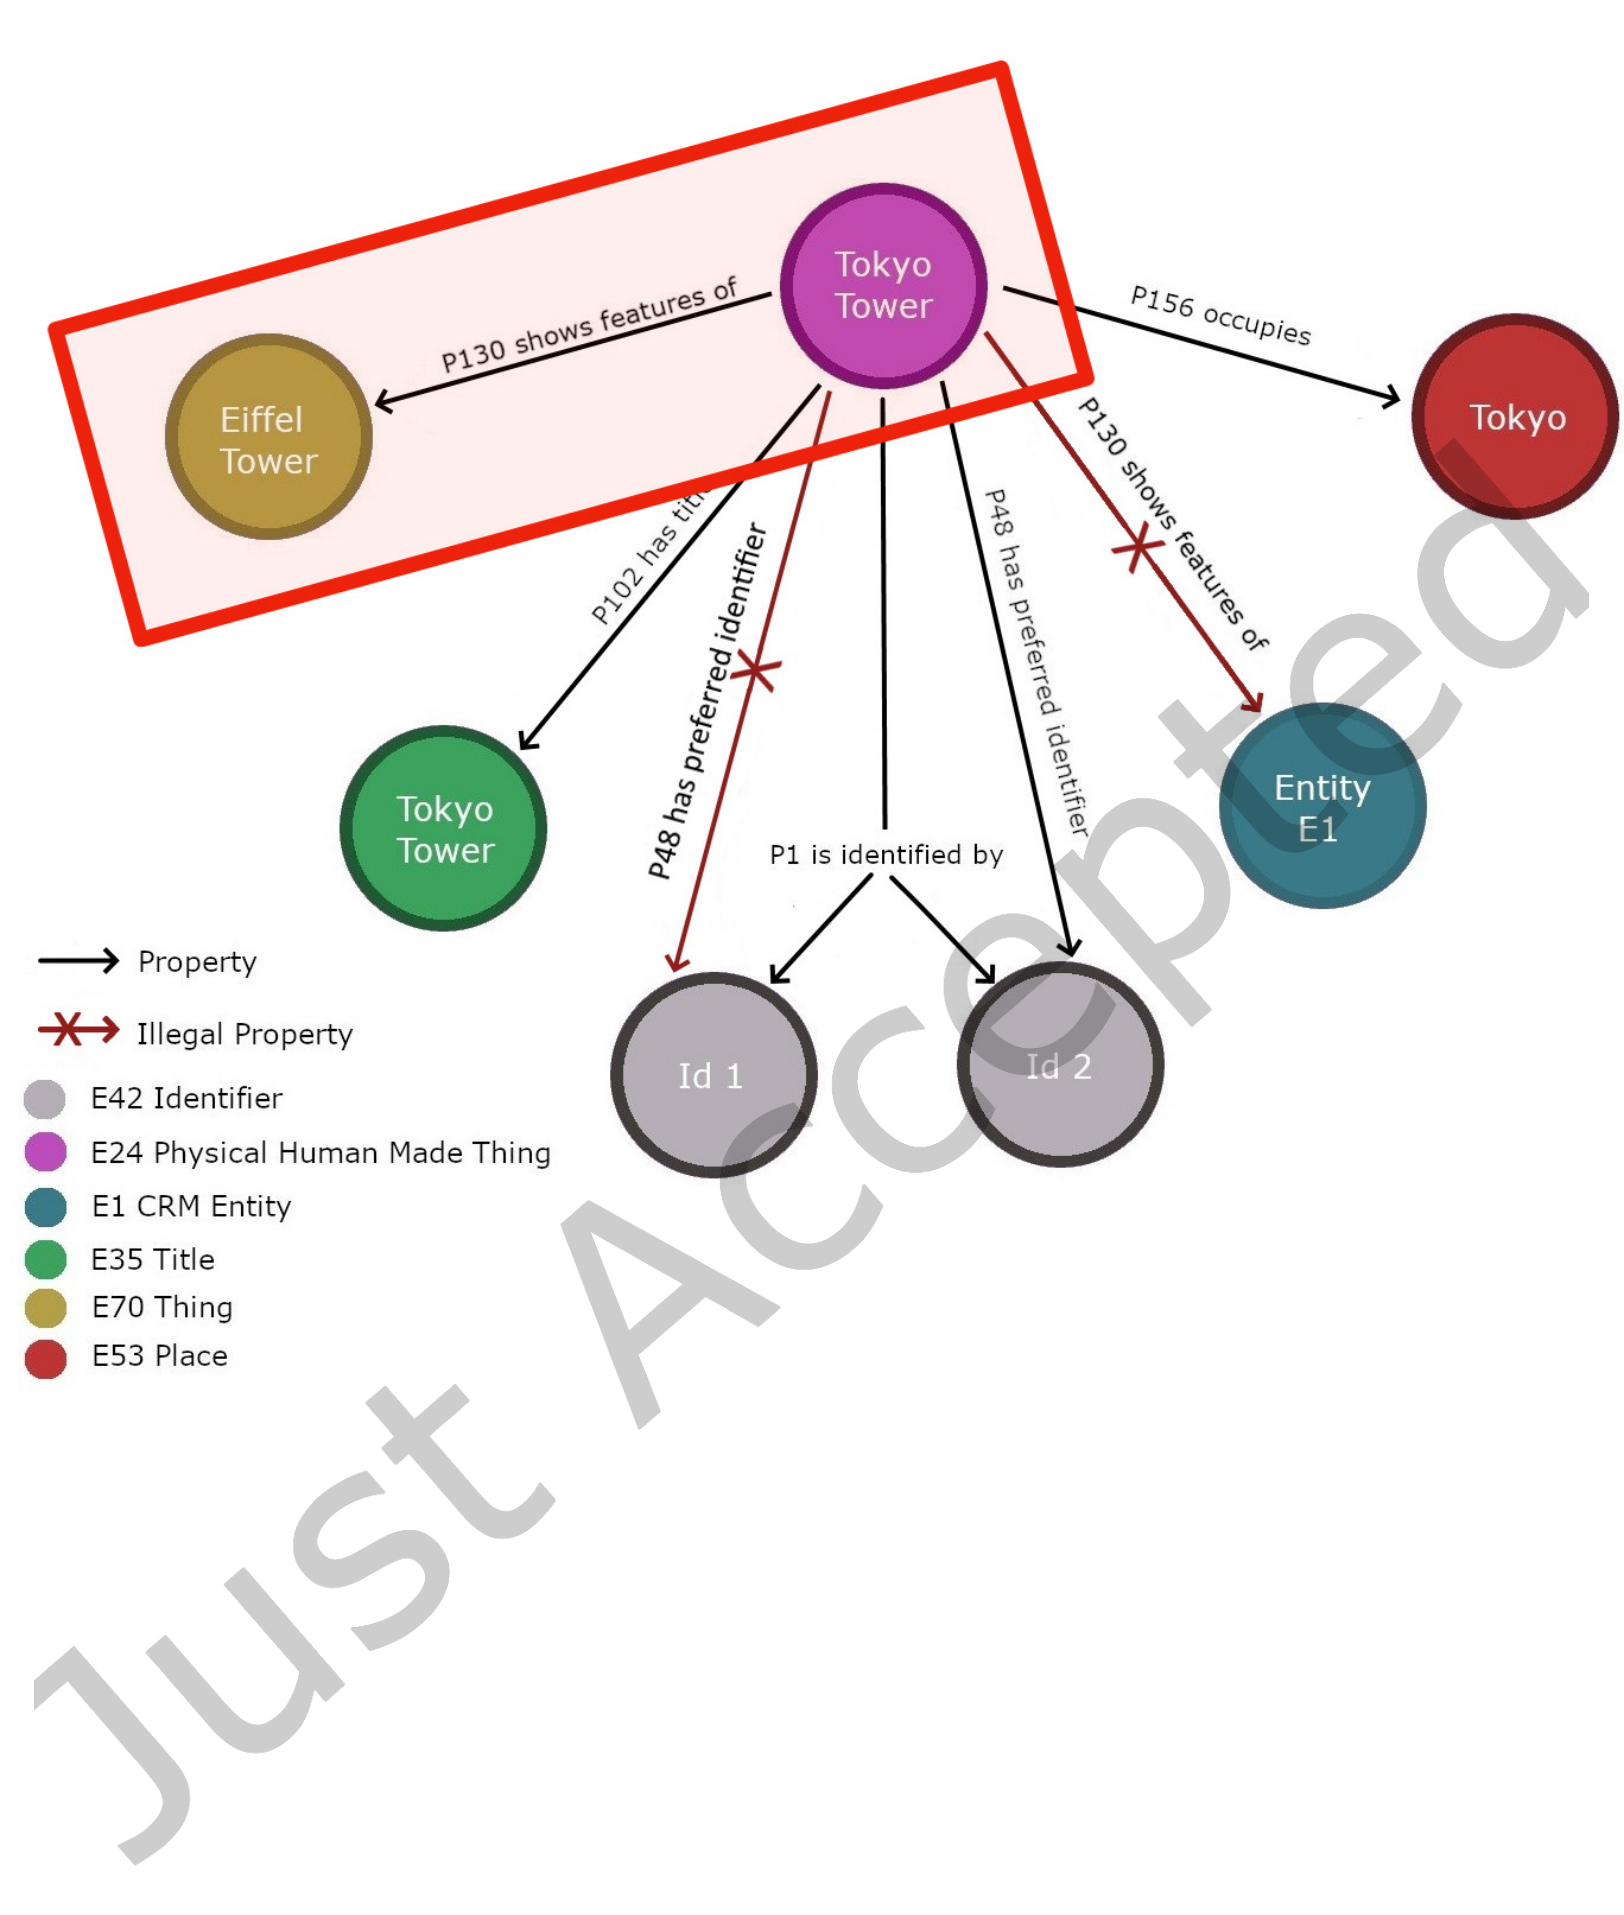 Tokyo
Tower
P130 shows features of
P156 occupies
Eiffel
Tower
Tokyo
P102 has title
P48 has preferred identifier
P48 has preferred identifier
P130 shows features of
Tokyo
Tower
P1 is identified by
Entity
E1
Id 1
Id 2
Property
Illegal Property
E42 Identifier
E24 Physical Human Made Thing
E1 CRM Entity
E35 Title
E70 Thing
E53 Place
Just Accepted